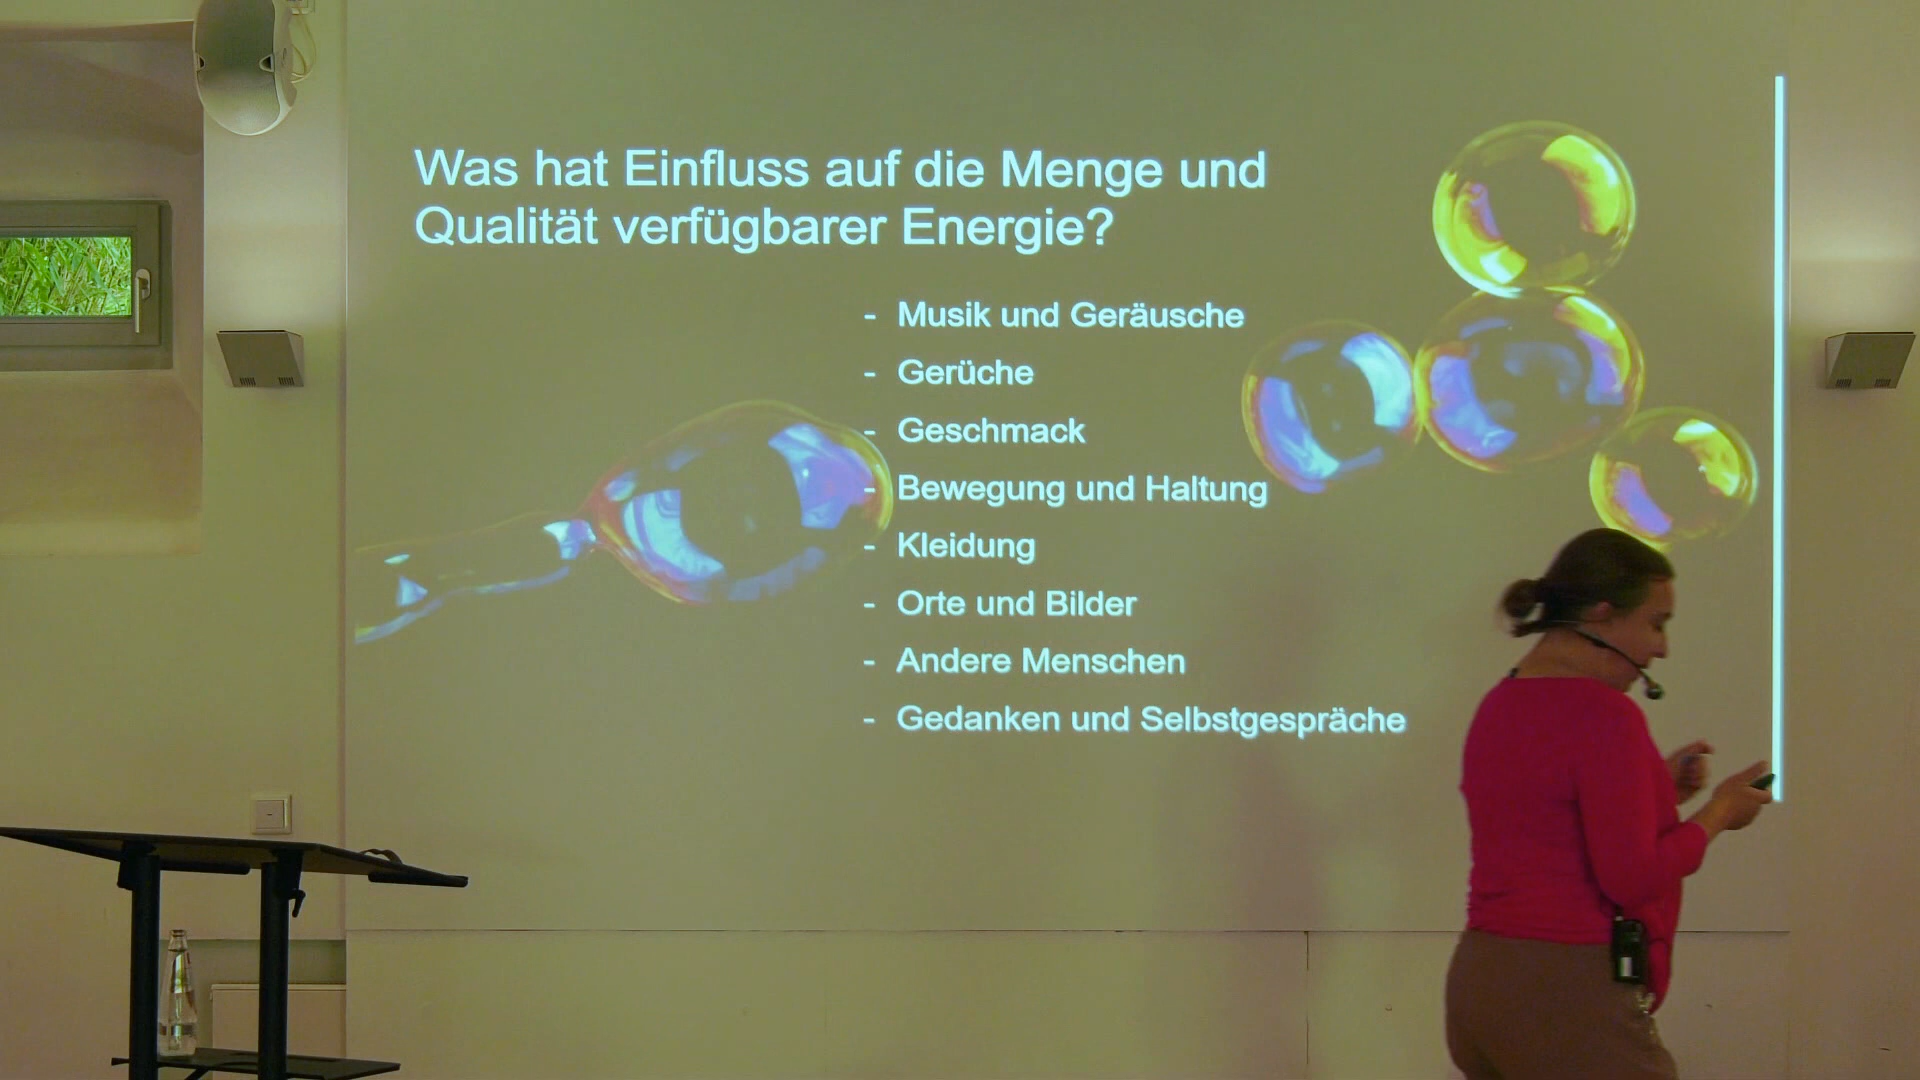 Was hat Einfluss auf die Menge und
Qualität verfügbarer Energie?
- Musik und Geräusche
- Gerüche
- Geschmack
- Bewegung und Haltung
- Kleidung
- Orte und Bilder
- Andere Menschen
- Gedanken und Selbstgespräche